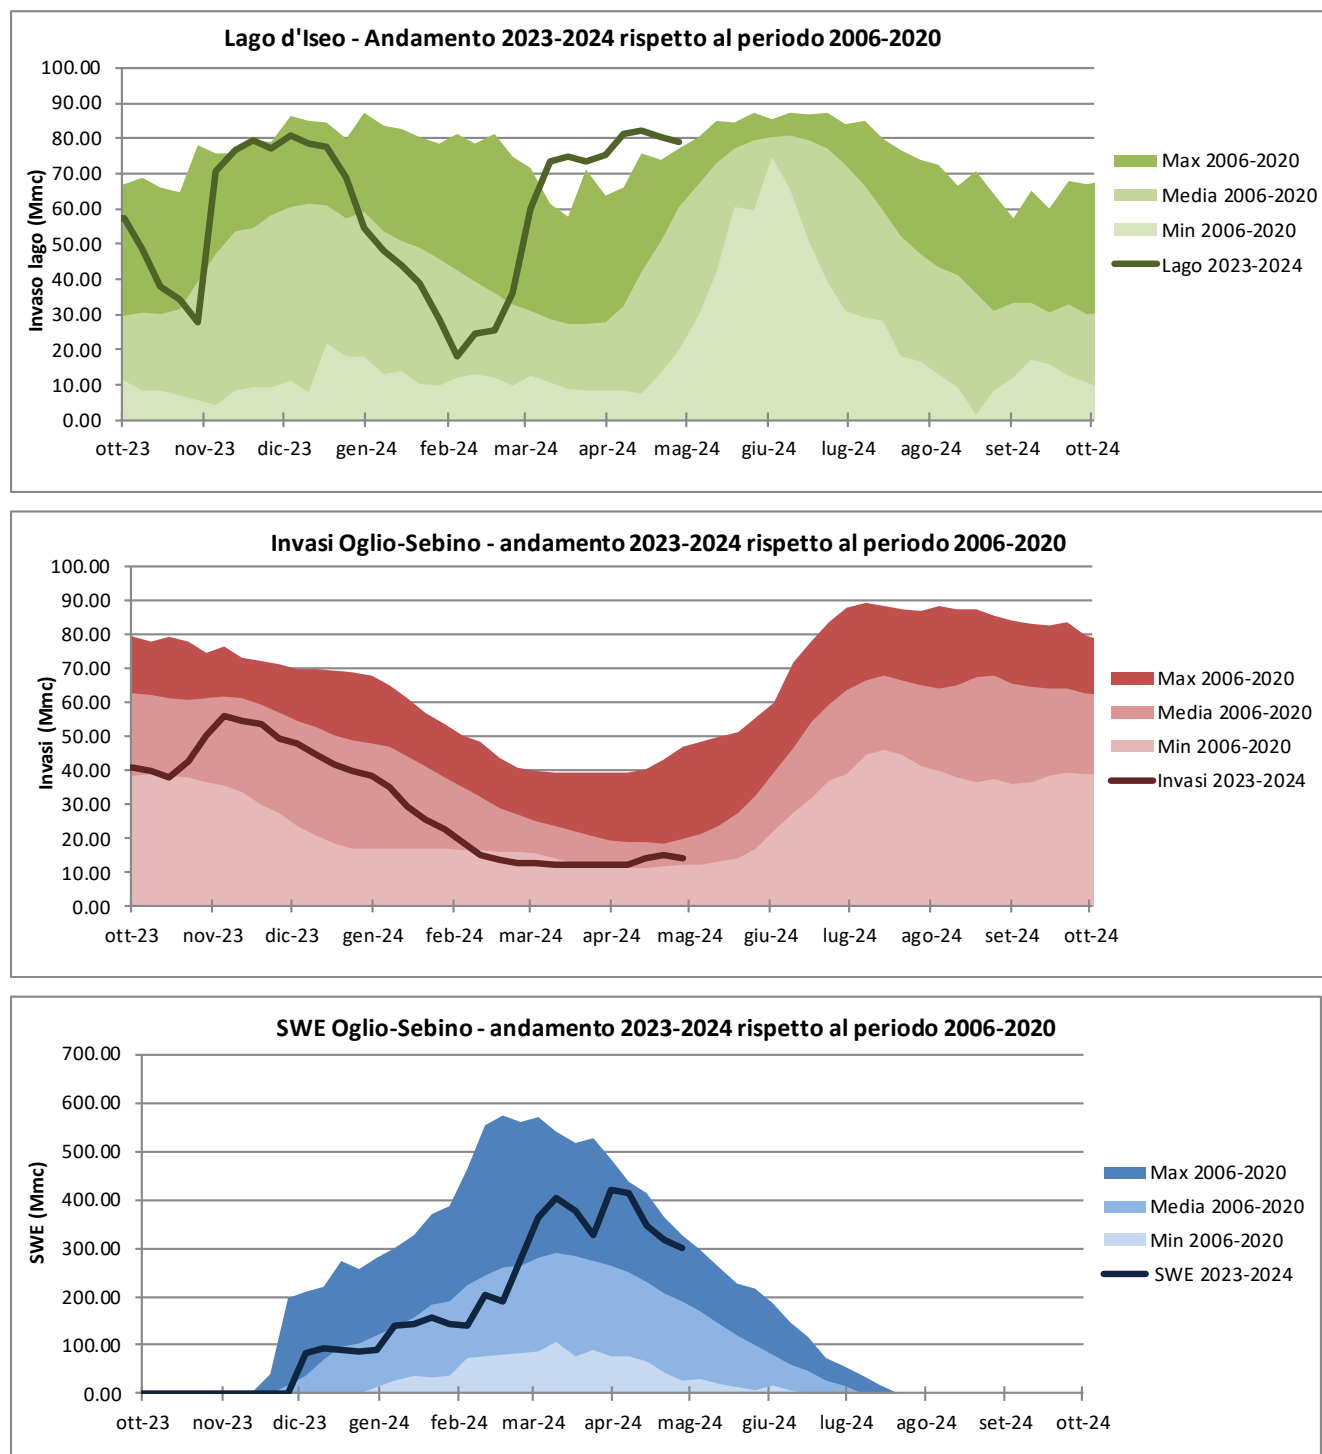 Lago d'Iseo - Andamento 2023-2024 rispetto al periodo 2006-2020
Invaso lago (Mmc)
100.00
90.00
80.00
70.00
60.00
50.00
40.00
30.00
20.00
10.00
0.00
ott-23 nov-23 dic-23 gen-24 feb-24 mar-24 apr-24 mag-24 giu-24 lug-24 ago-24 set-24 ott-24
Max 2006-2020
Media 2006-2020
Min 2006-2020
Lago 2023-2024
Invasi Oglio-Sebino - andamento 2023-2024 rispetto al periodo 2006-2020
Invasi (Mmc)
100.00
90.00
80.00
70.00
60.00
50.00
40.00
30.00
20.00
10.00
0.00
ott-23 nov-23 dic-23 gen-24 feb-24 mar-24 apr-24 mag-24 giu-24 lug-24 ago-24 set-24 ott-24
Max 2006-2020
Media 2006-2020
Min 2006-2020
Invasi 2023-2024
SWE Oglio-Sebino - andamento 2023-2024 rispetto al periodo 2006-2020
SWE (Mmc)
700.00
600.00
500.00
400.00
300.00
200.00
100.00
0.00
ott-23 nov-23 dic-23 gen-24 feb-24 mar-24 apr-24 mag-24 giu-24 lug-24 ago-24 set-24 ott-24
Max 2006-2020
Media 2006-2020
Min 2006-2020
SWE 2023-2024